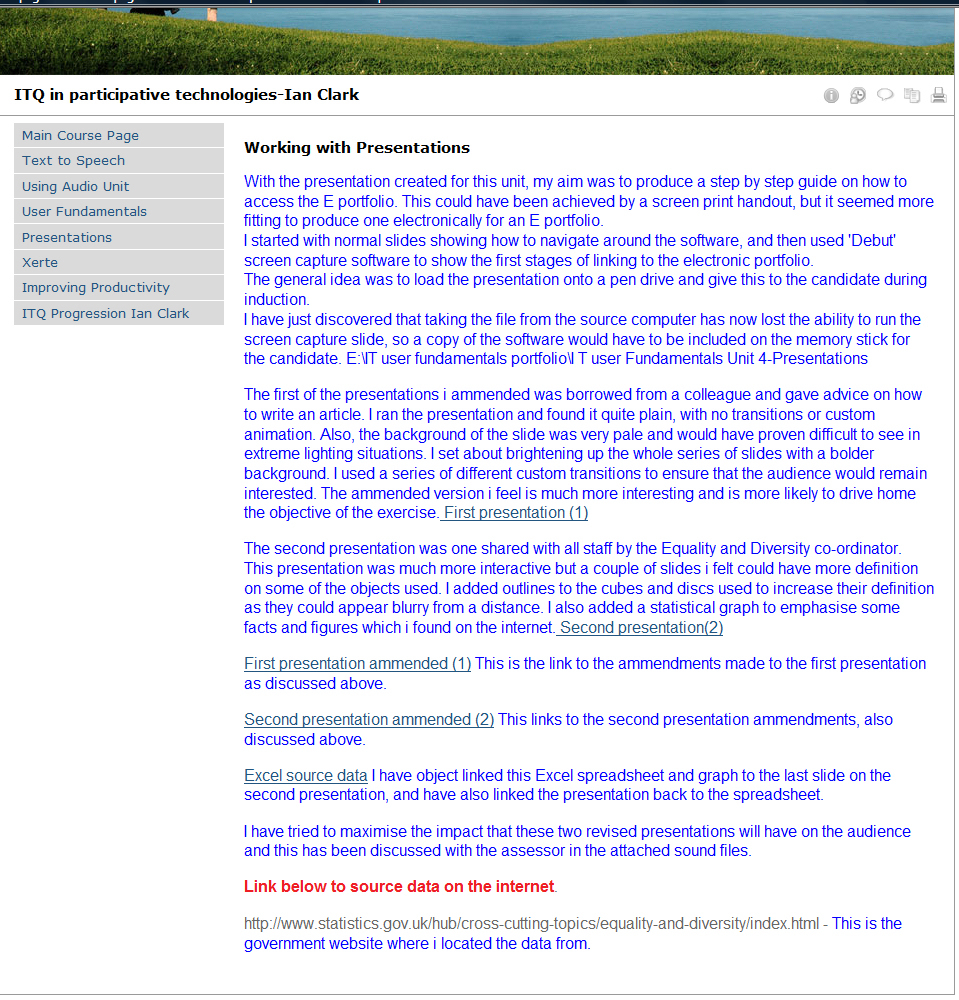 ITQ in participative technologies-Ian Clark
Main Course Page
Text to Speech
Using Audio Unit
User Fundamentals
Presentations
Xerte
Improving Productivity
ITQ Progression Ian Clark
Working with Presentations
With the presentation created for this unit, my aim was to produce a step by step guide on how to
access the E portfolio. This could have been achieved by a screen print handout, but it seemed more
fitting to produce one electronically for an E portfolio.
I started with normal slides showing how to navigate around the software, and then used 'Debut'
screen capture software to show the first stages of linking to the electronic portfolio.
The general idea was to load the presentation onto a pen drive and give this to the candidate during
induction.
I have just discovered that taking the file from the source computer has now lost the ability to run the
screen capture slide, so a copy of the software would have to be included on the memory stick for
the candidate. E:\IT user fundamentals portfolio\I T user Fundamentals Unit 4-Presentations
The first of the presentations i ammended was borrowed from a colleague and gave advice on how
to write an article. I ran the presentation and found it quite plain, with no transitions or custom
animation. Also, the background of the slide was very pale and would have proven difficult to see in
extreme lighting situations. I set about brightening up the whole series of slides with a bolder
background. I used a series of different custom transitions to ensure that the audience would remain
interested. The ammended version i feel is much more interesting and is more likely to drive home
the objective of the exercise. First presentation (1)
The second presentation was one shared with all staff by the Equality and Diversity co-ordinator.
This presentation was much more interactive but a couple of slides i felt could have more definition
on some of the objects used. I added outlines to the cubes and discs used to increase their definition
as they could appear blurry from a distance. I also added a statistical graph to emphasise some
facts and figures which i found on the internet. Second presentation(2)
First presentation ammended (1) This is the link to the ammendments made to the first presentation
as discussed above.
Second presentation ammended (2) This links to the second presentation ammendments, also
discussed above.
Excel source data I have object linked this Excel spreadsheet and graph to the last slide on the
second presentation, and have also linked the presentation back to the spreadsheet.
I have tried to maximise the impact that these two revised presentations will have on the audience
and this has been discussed with the assessor in the attached sound files.
Link below to source data on the internet.
http://www.statistics.gov.uk/hub/cross-cutting-topics/equality-and-diversity/index.html - This is the
government website where i located the data from.